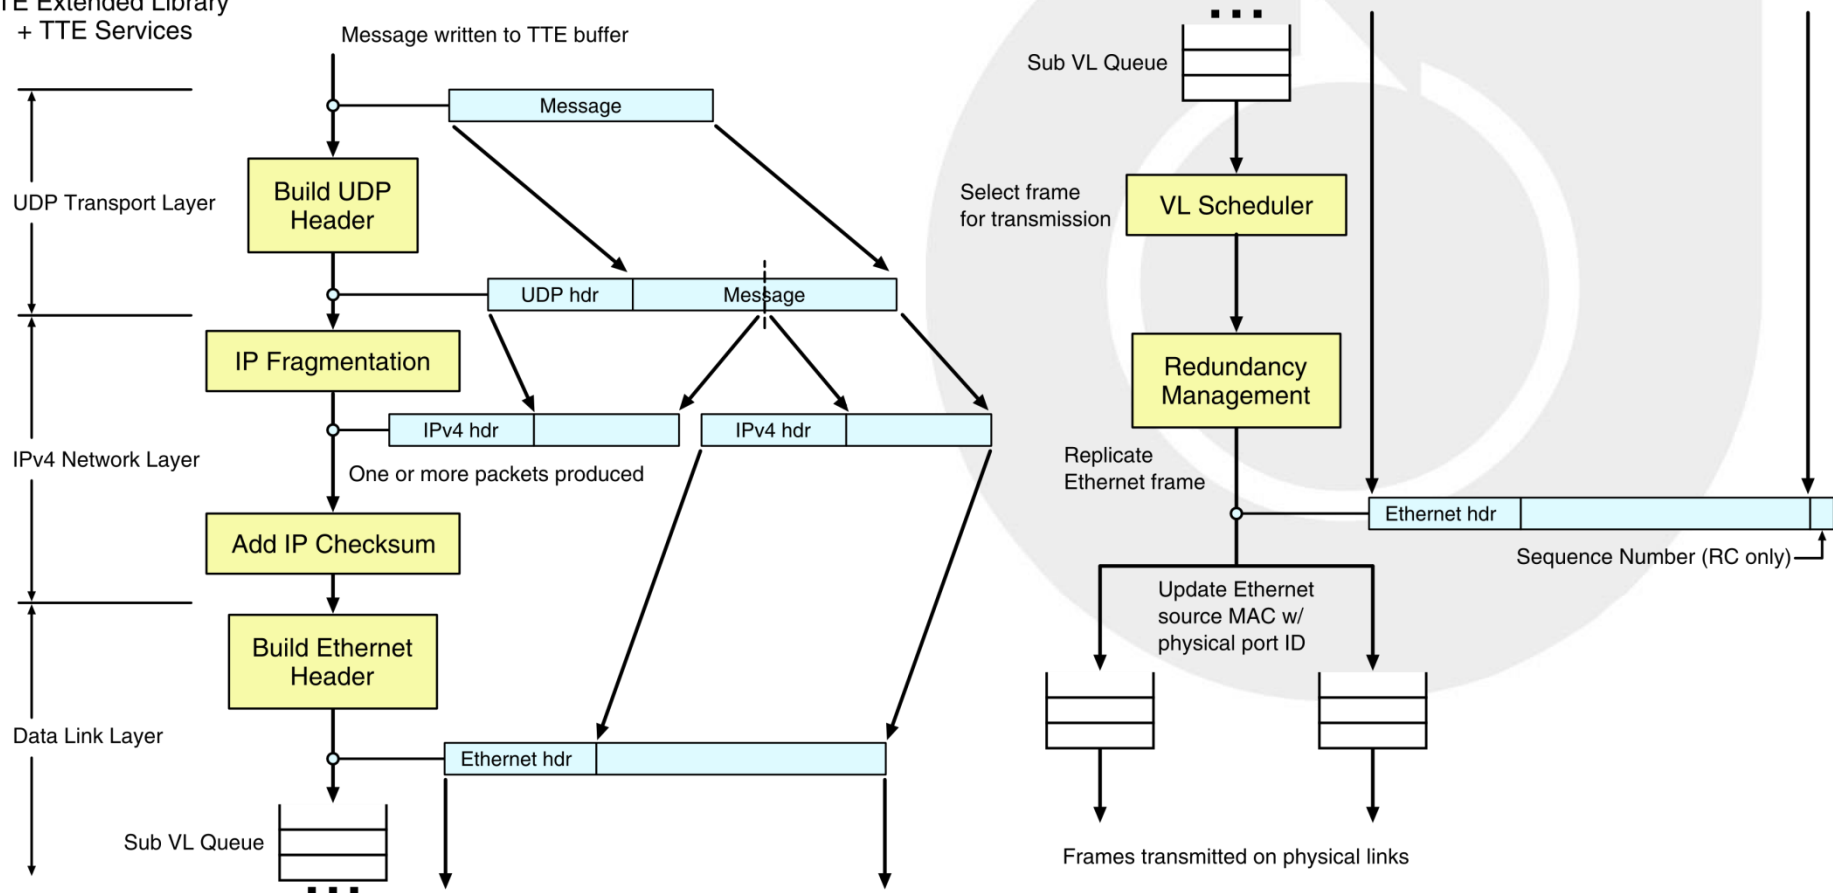 TE Extended Library
+ TTE Services
Message written to TTE buffer
Message
UDP Transport Layer
Build UDP
Header
UDP hdr
Message
IP Fragmentation
IPv4 hdr
IPv4 hdr
IPv4 Network Layer
One or more packets produced
Add IP Checksum
Build Ethernet
Header
Data Link Layer
Ethernet hdr
Sub VL Queue
Sub VL Queue
Select frame
for transmission
VL Scheduler
Redundancy
Management
Replicate
Ethernet frame
Ethernet hdr
Sequence Number (RC only)
Update Ethernet
source MAC w/
physical port ID
Frames transmitted on physical links